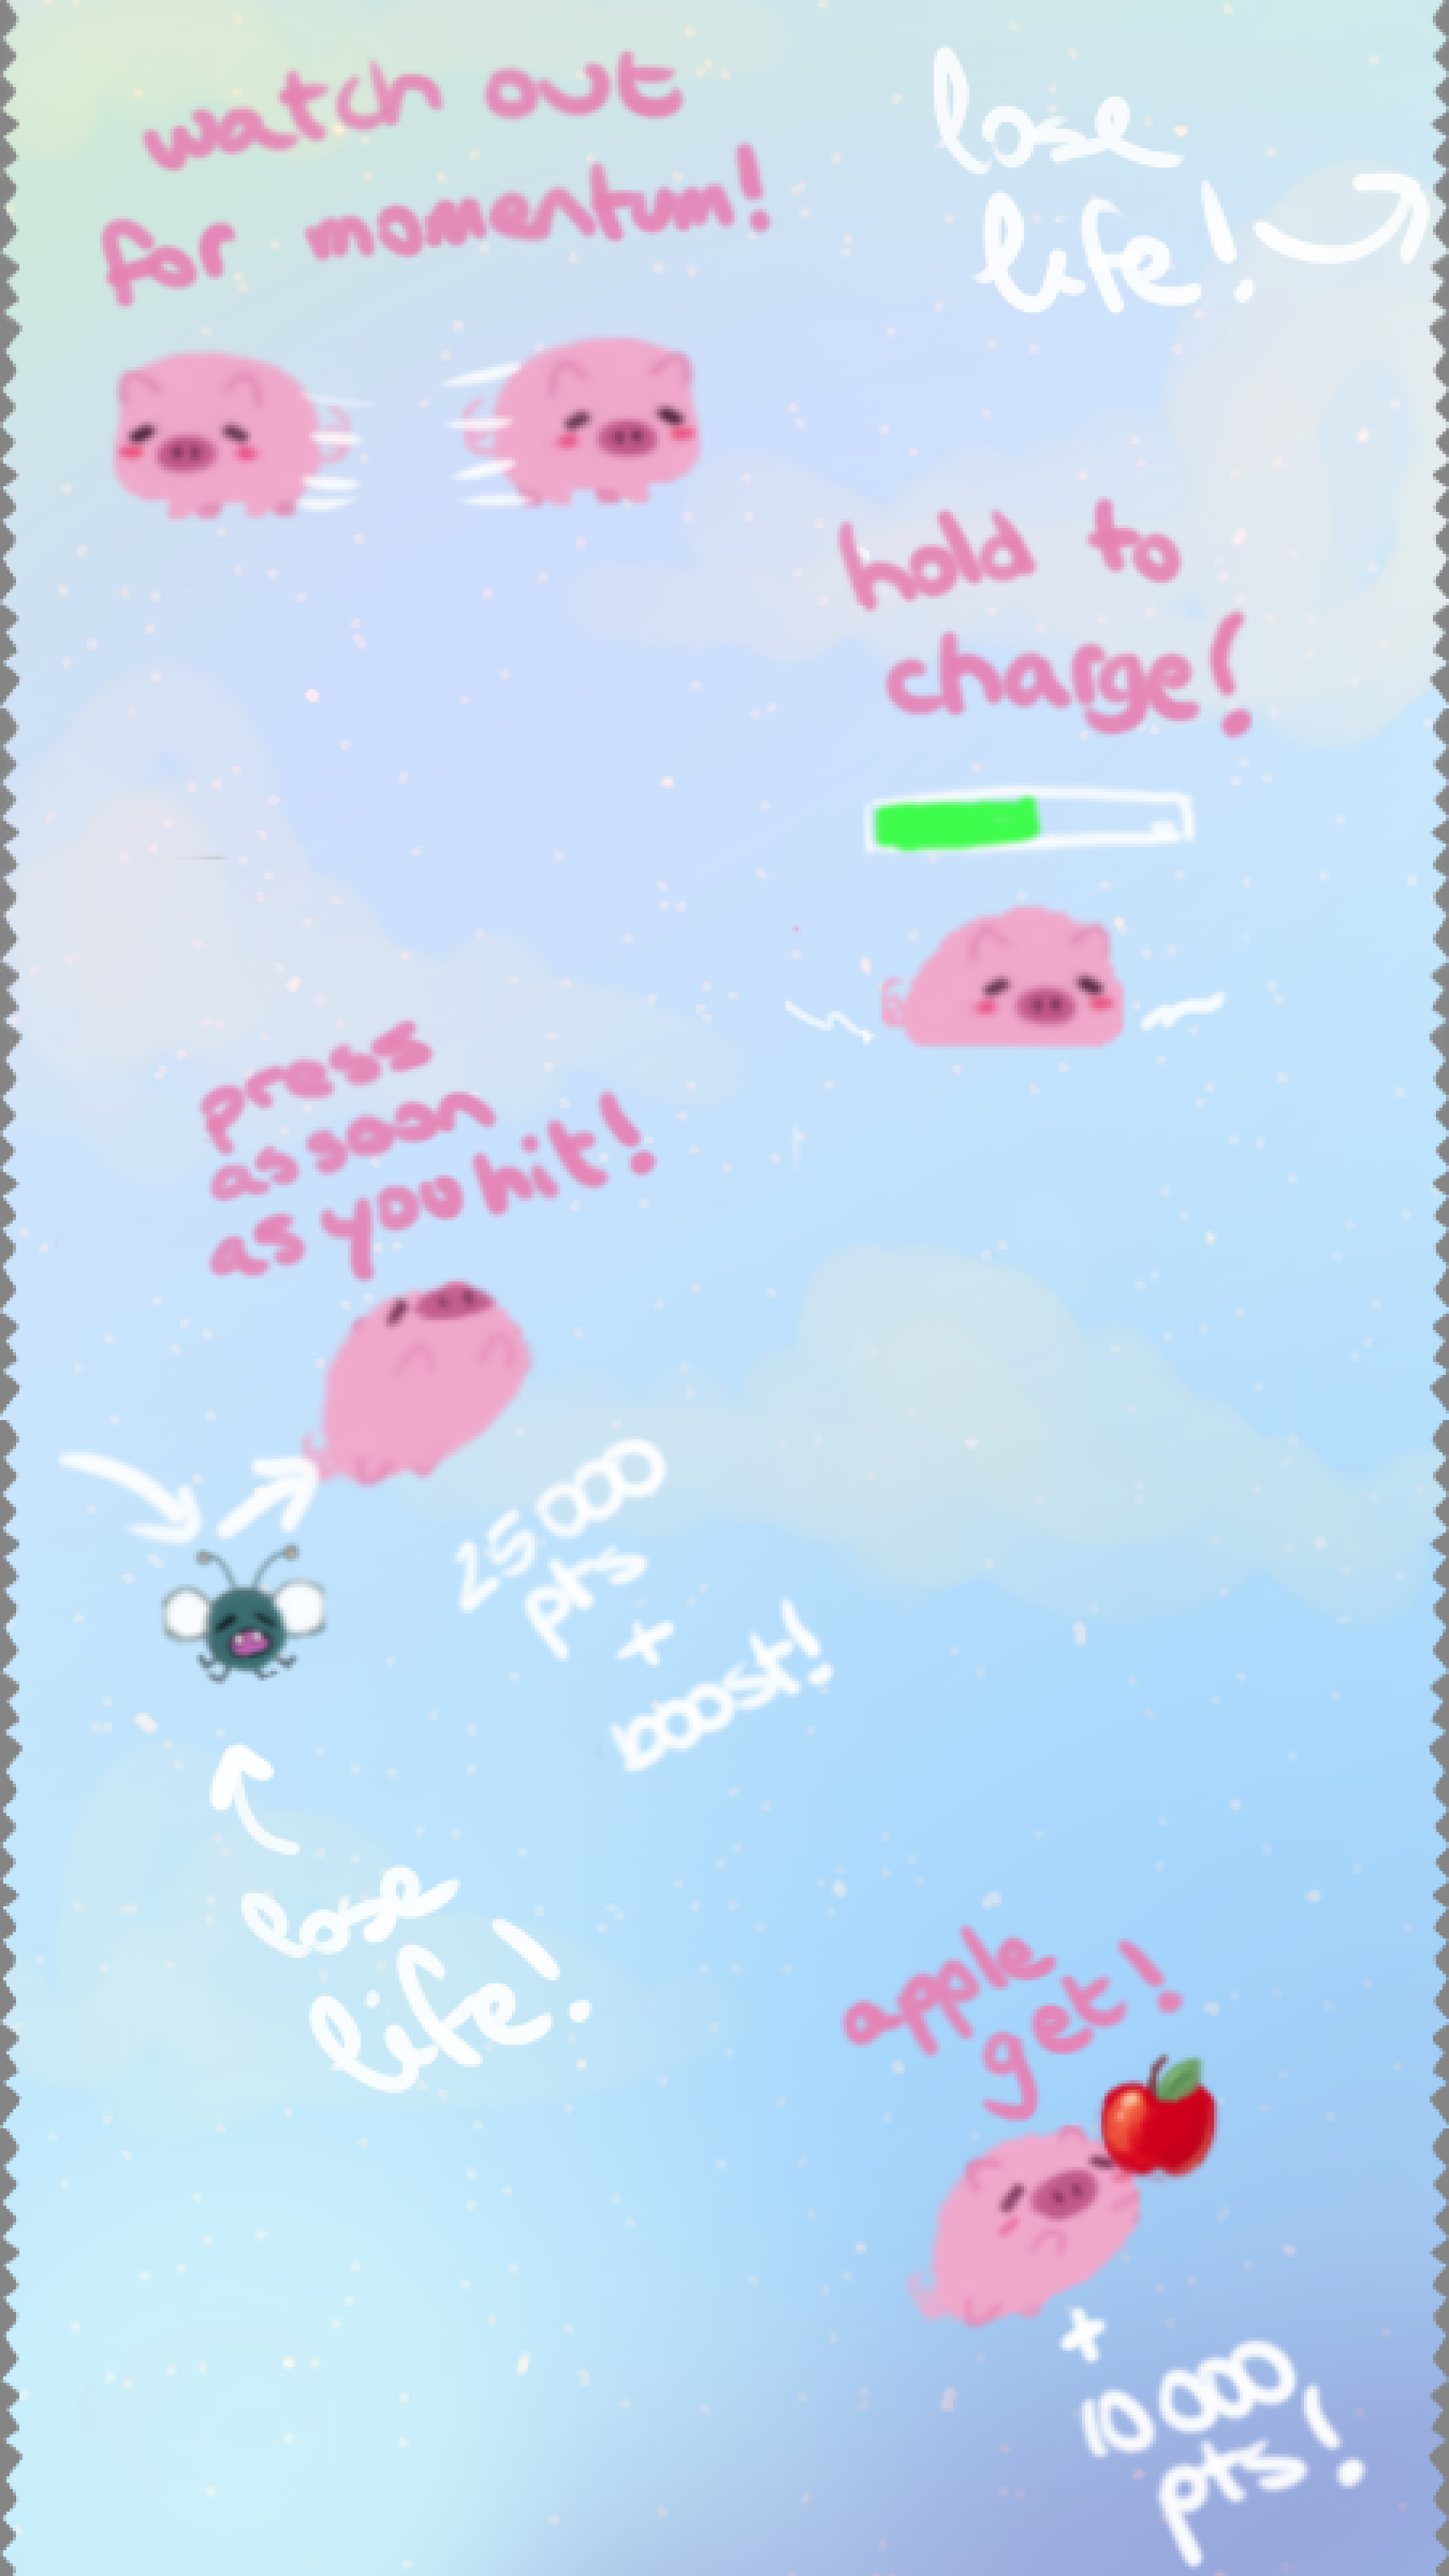 watch out
for momentum!
lose
life!
hold to
charge!
press
as soon
as you hit!
25.000
pts
+
boost!
lose
life!
apple
get!
+
10 000
pts!